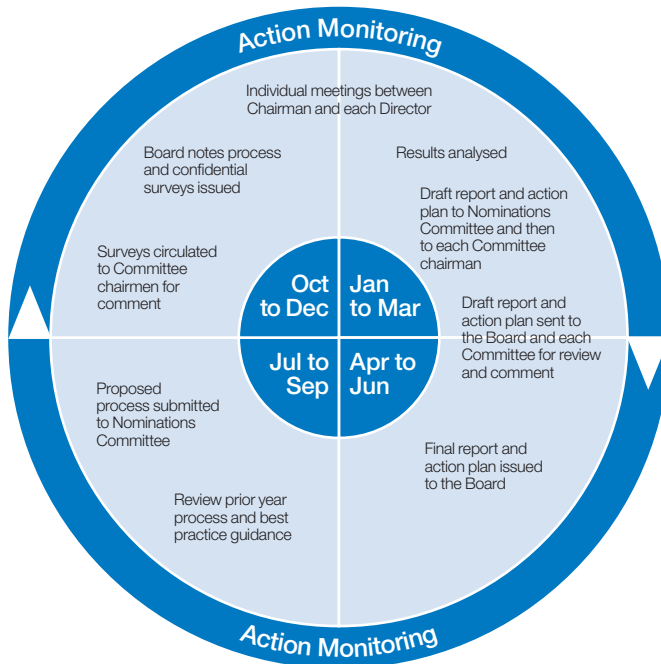 Action Monitoring
Individual meetings between
Chairman and each Director
Board notes process
and confidential
surveys issued
Results analysed
Draft report and action
plan to Nominations
Committee and then
to each Committee
chairman
Surveys circulated
to Committee
chairmen for
comment
Oct
to Dec
Jan
to Mar
Draft report and
action plan sent to
the Board and each
Committee for review
and comment
Jul to
Sep
Apr to
Jun
Proposed
process submitted
to Nominations
Committee
Final report and
action plan issued
to the Board
Review prior year
process and best
practice guidance
Action Monitoring